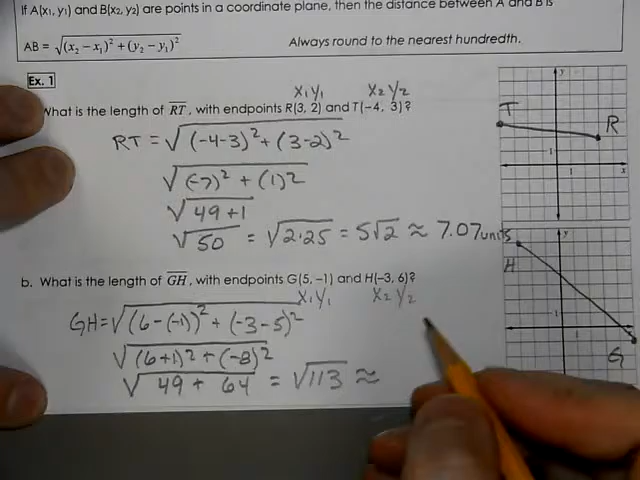 If A(x₁, y₁) and B(x₂, y₂) are points in a coordinate plane, then the distance between A and B is
AB = √(x₂ − x₁)² + (y₂ − y₁)² Always round to the nearest hundredth.
Ex. 1
X₁ Y₁ X₂ Y₂
What is the length of RT, with endpoints R(3, 2) and T(−4, 3)?
RT = √(-4-3)² + (3-2)²
√(-7)² + (1)²
√49+1
√50 = √2·25 = 5√2 ≈ 7.07 units
b. What is the length of GH, with endpoints G(5, −1) and H(−3, 6)?
X₁ Y₁ X₂ Y₂
GH = √(6-(-1))² + (-3-5)²
√(6+1)² + (-8)²
√49 + 64 = √113 ≈
y
T
R
1
1
x
y
H
1
1
G